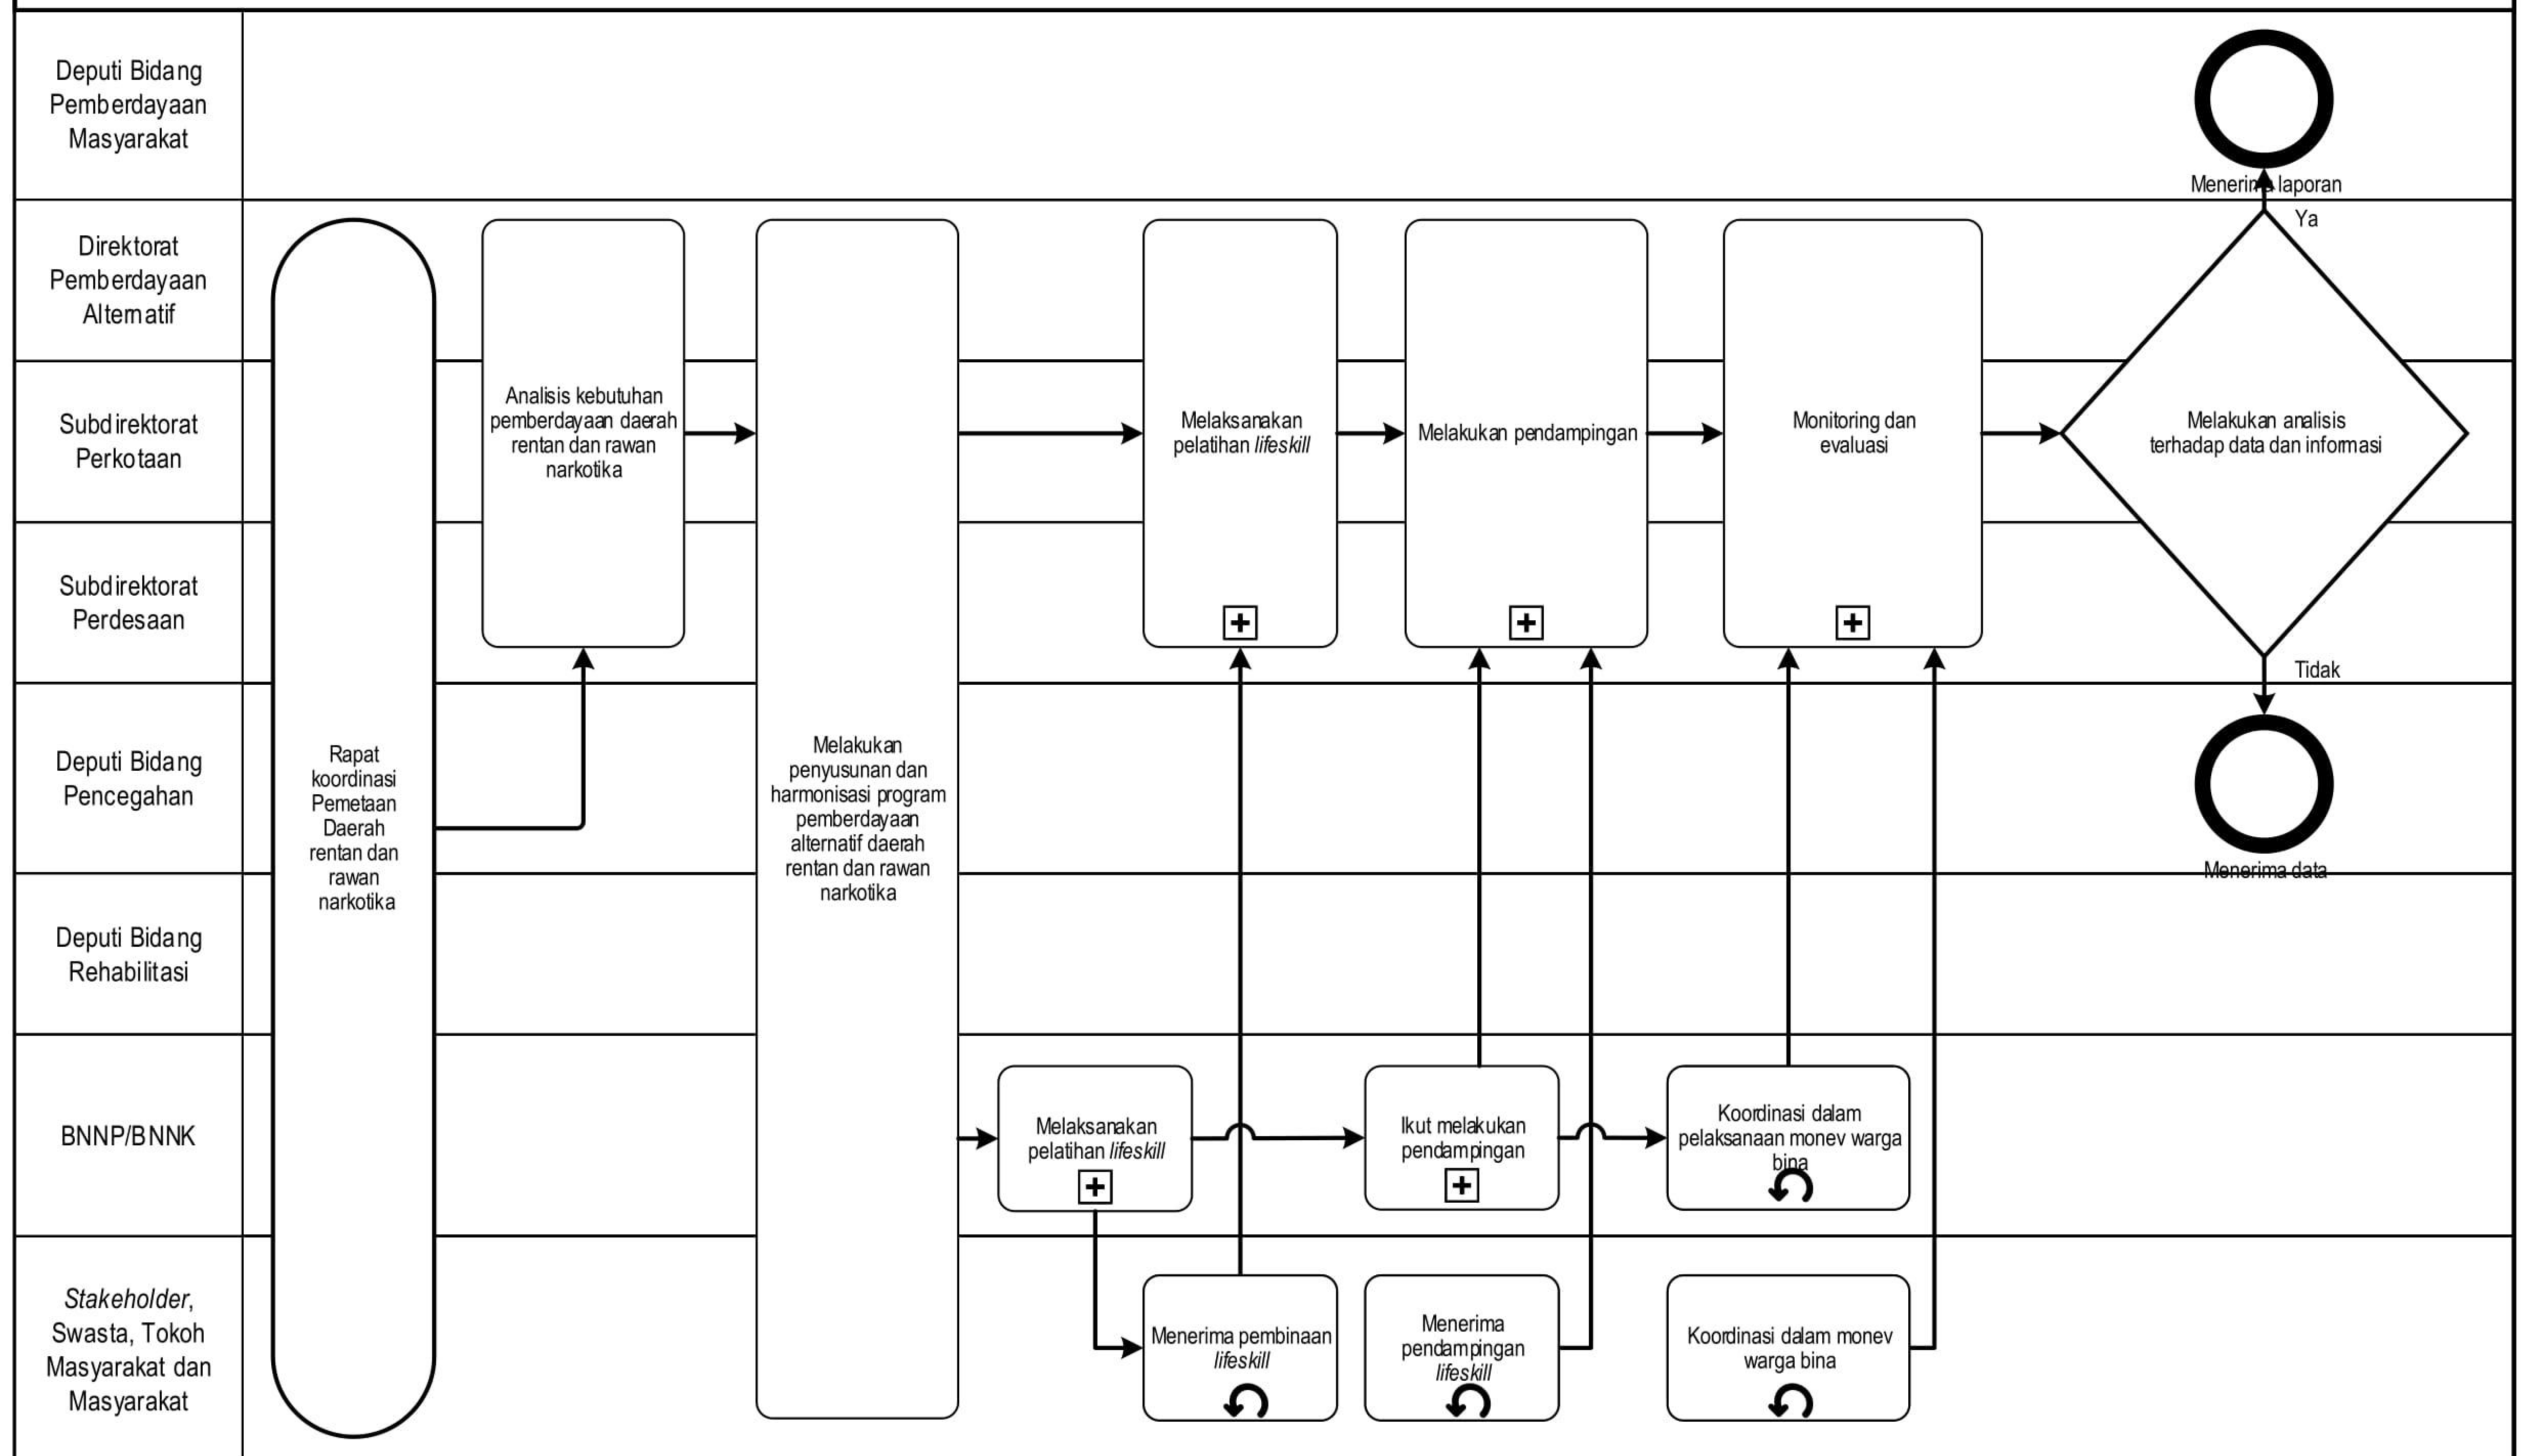 Deputi Bidang
Pemberdayaan
Masyarakat
Menerima laporan
Direktorat
Pemberdayaan
Alternatif
Ya
Subdirektorat
Perkotaan
Analisis kebutuhan
pemberdayaan daerah
rentan dan rawan
narkotika
Melaksanakan
pelatihan lifeskill
Melakukan pendampingan
Monitoring dan
evaluasi
Melakukan analisis
terhadap data dan informasi
Subdirektorat
Perdesaan
Tidak
Deputi Bidang
Pencegahan
Rapat
koordinasi
Pemetaan
Daerah
rentan dan
rawan
narkotika
Melakukan
penyusunan dan
harmonisasi program
pemberdayaan
alternatif daerah
rentan dan rawan
narkotika
Menerima data
Deputi Bidang
Rehabilitasi
BNNP/BNNK
Melaksanakan
pelatihan lifeskill
Ikut melakukan
pendampingan
Koordinasi dalam
pelaksanaan monev warga
bina
Stakeholder,
Swasta, Tokoh
Masyarakat dan
Masyarakat
Menerima pembinaan
lifeskill
Menerima
pendampingan
lifeskill
Koordinasi dalam monev
warga bina